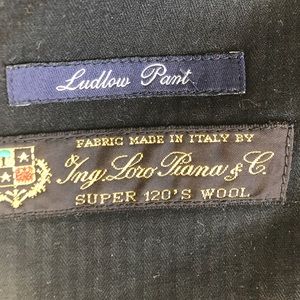 Ludlow Pant
FABRIC MADE IN ITALY BY
Ing. Loro Piana & C.
SUPER 120'S WOOL